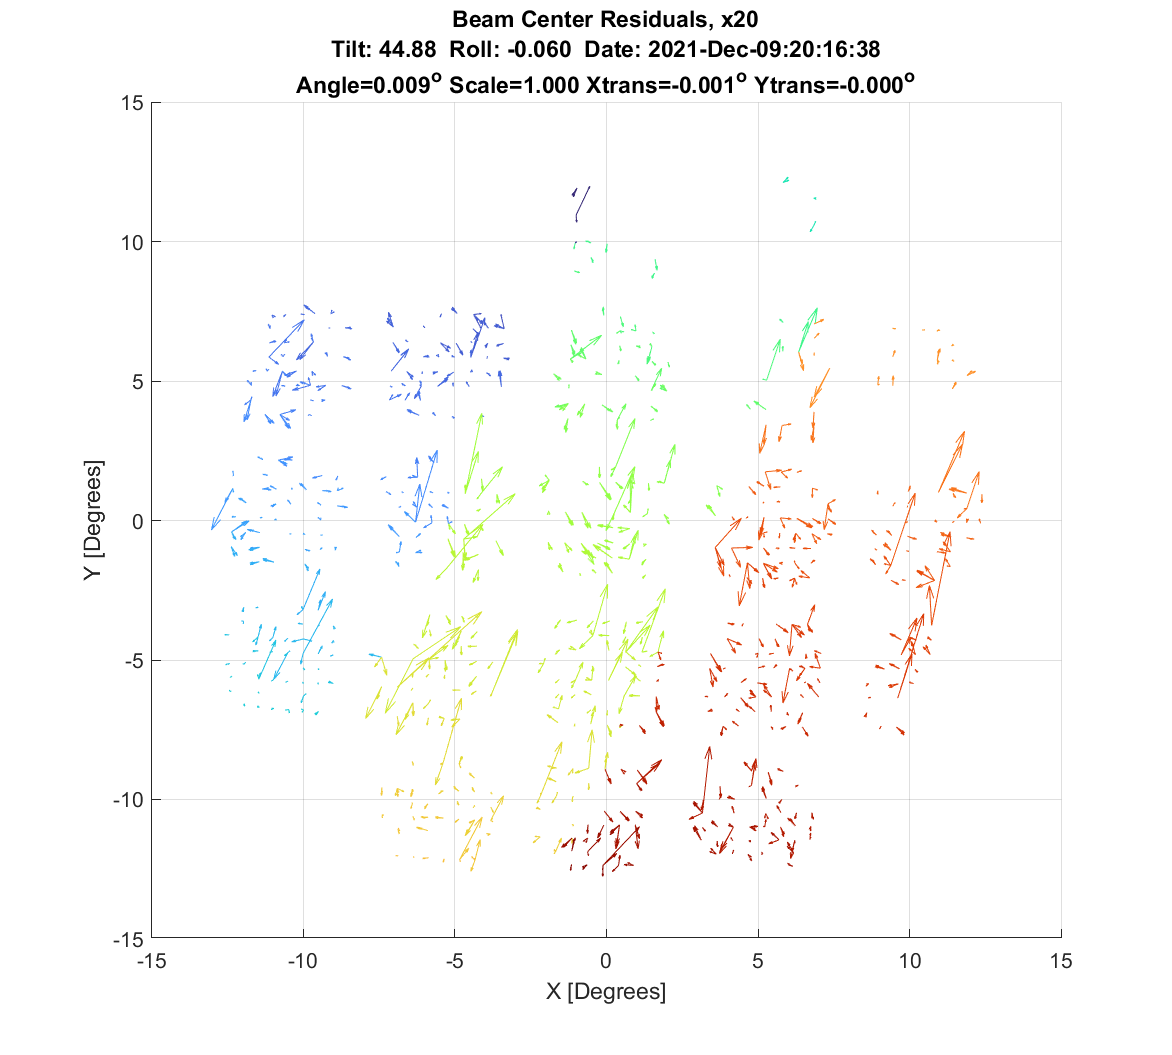 Beam Center Residuals, x20
Tilt: 44.88  Roll: -0.060  Date: 2021-Dec-09:20:16:38
Angle=0.009° Scale=1.000 Xtrans=-0.001° Ytrans=-0.000°
15
10
5
0
-5
-10
-15
Y [Degrees]
-15 -10 -5 0 5 10 15
X [Degrees]